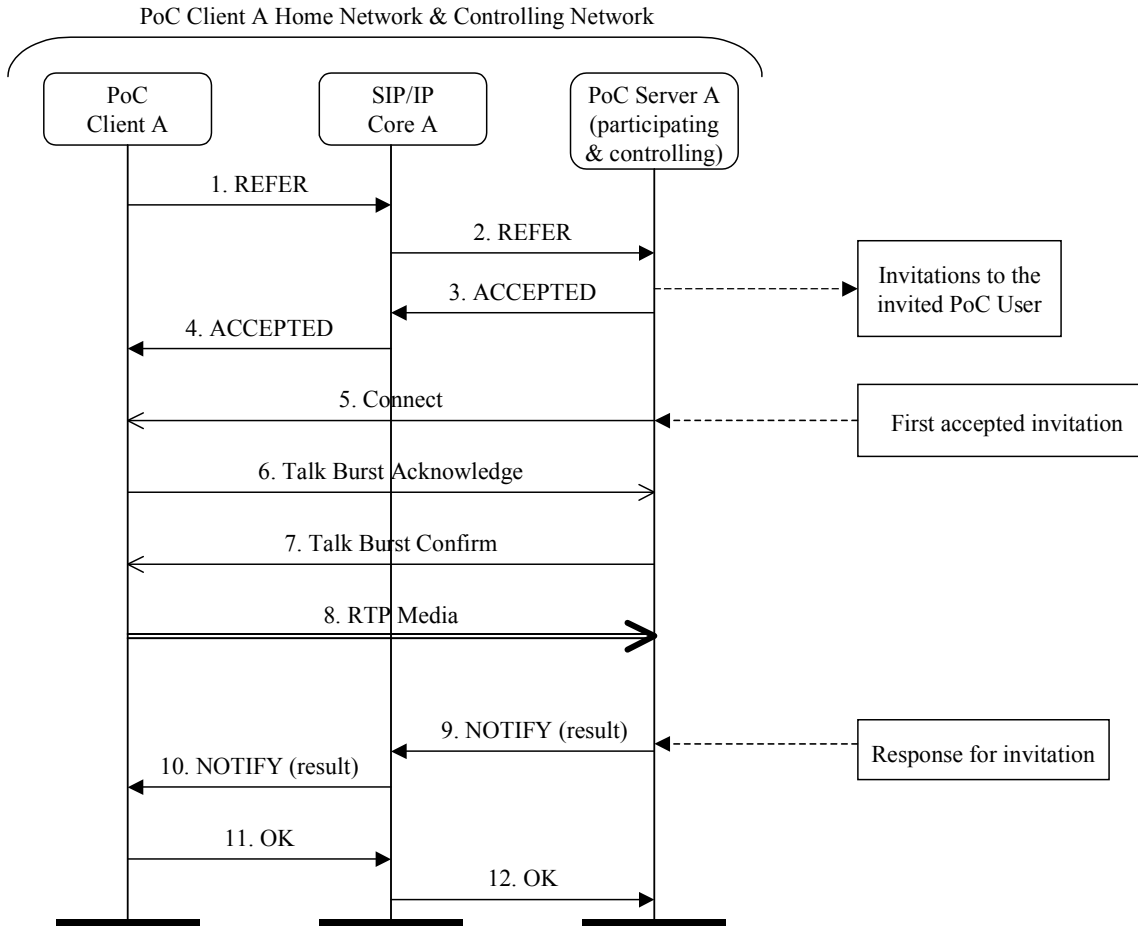 PoC Client A Home Network & Controlling Network
PoC
Client A
SIP/IP
Core A
PoC Server A
(participating
& controlling)
1. REFER
2. REFER
Invitations to the
invited PoC User
3. ACCEPTED
4. ACCEPTED
5. Connect
First accepted invitation
6. Talk Burst Acknowledge
7. Talk Burst Confirm
8. RTP Media
9. NOTIFY (result)
Response for invitation
10. NOTIFY (result)
11. OK
12. OK